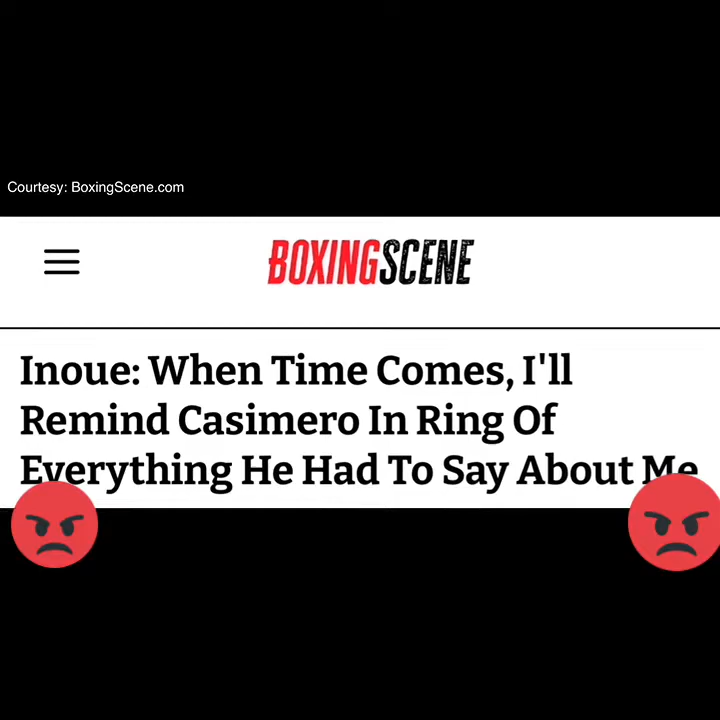 Courtesy: BoxingScene.com
BOXINGSCENE
Inoue: When Time Comes, I'll
Remind Casimero In Ring Of
Everything He Had To Say About Me